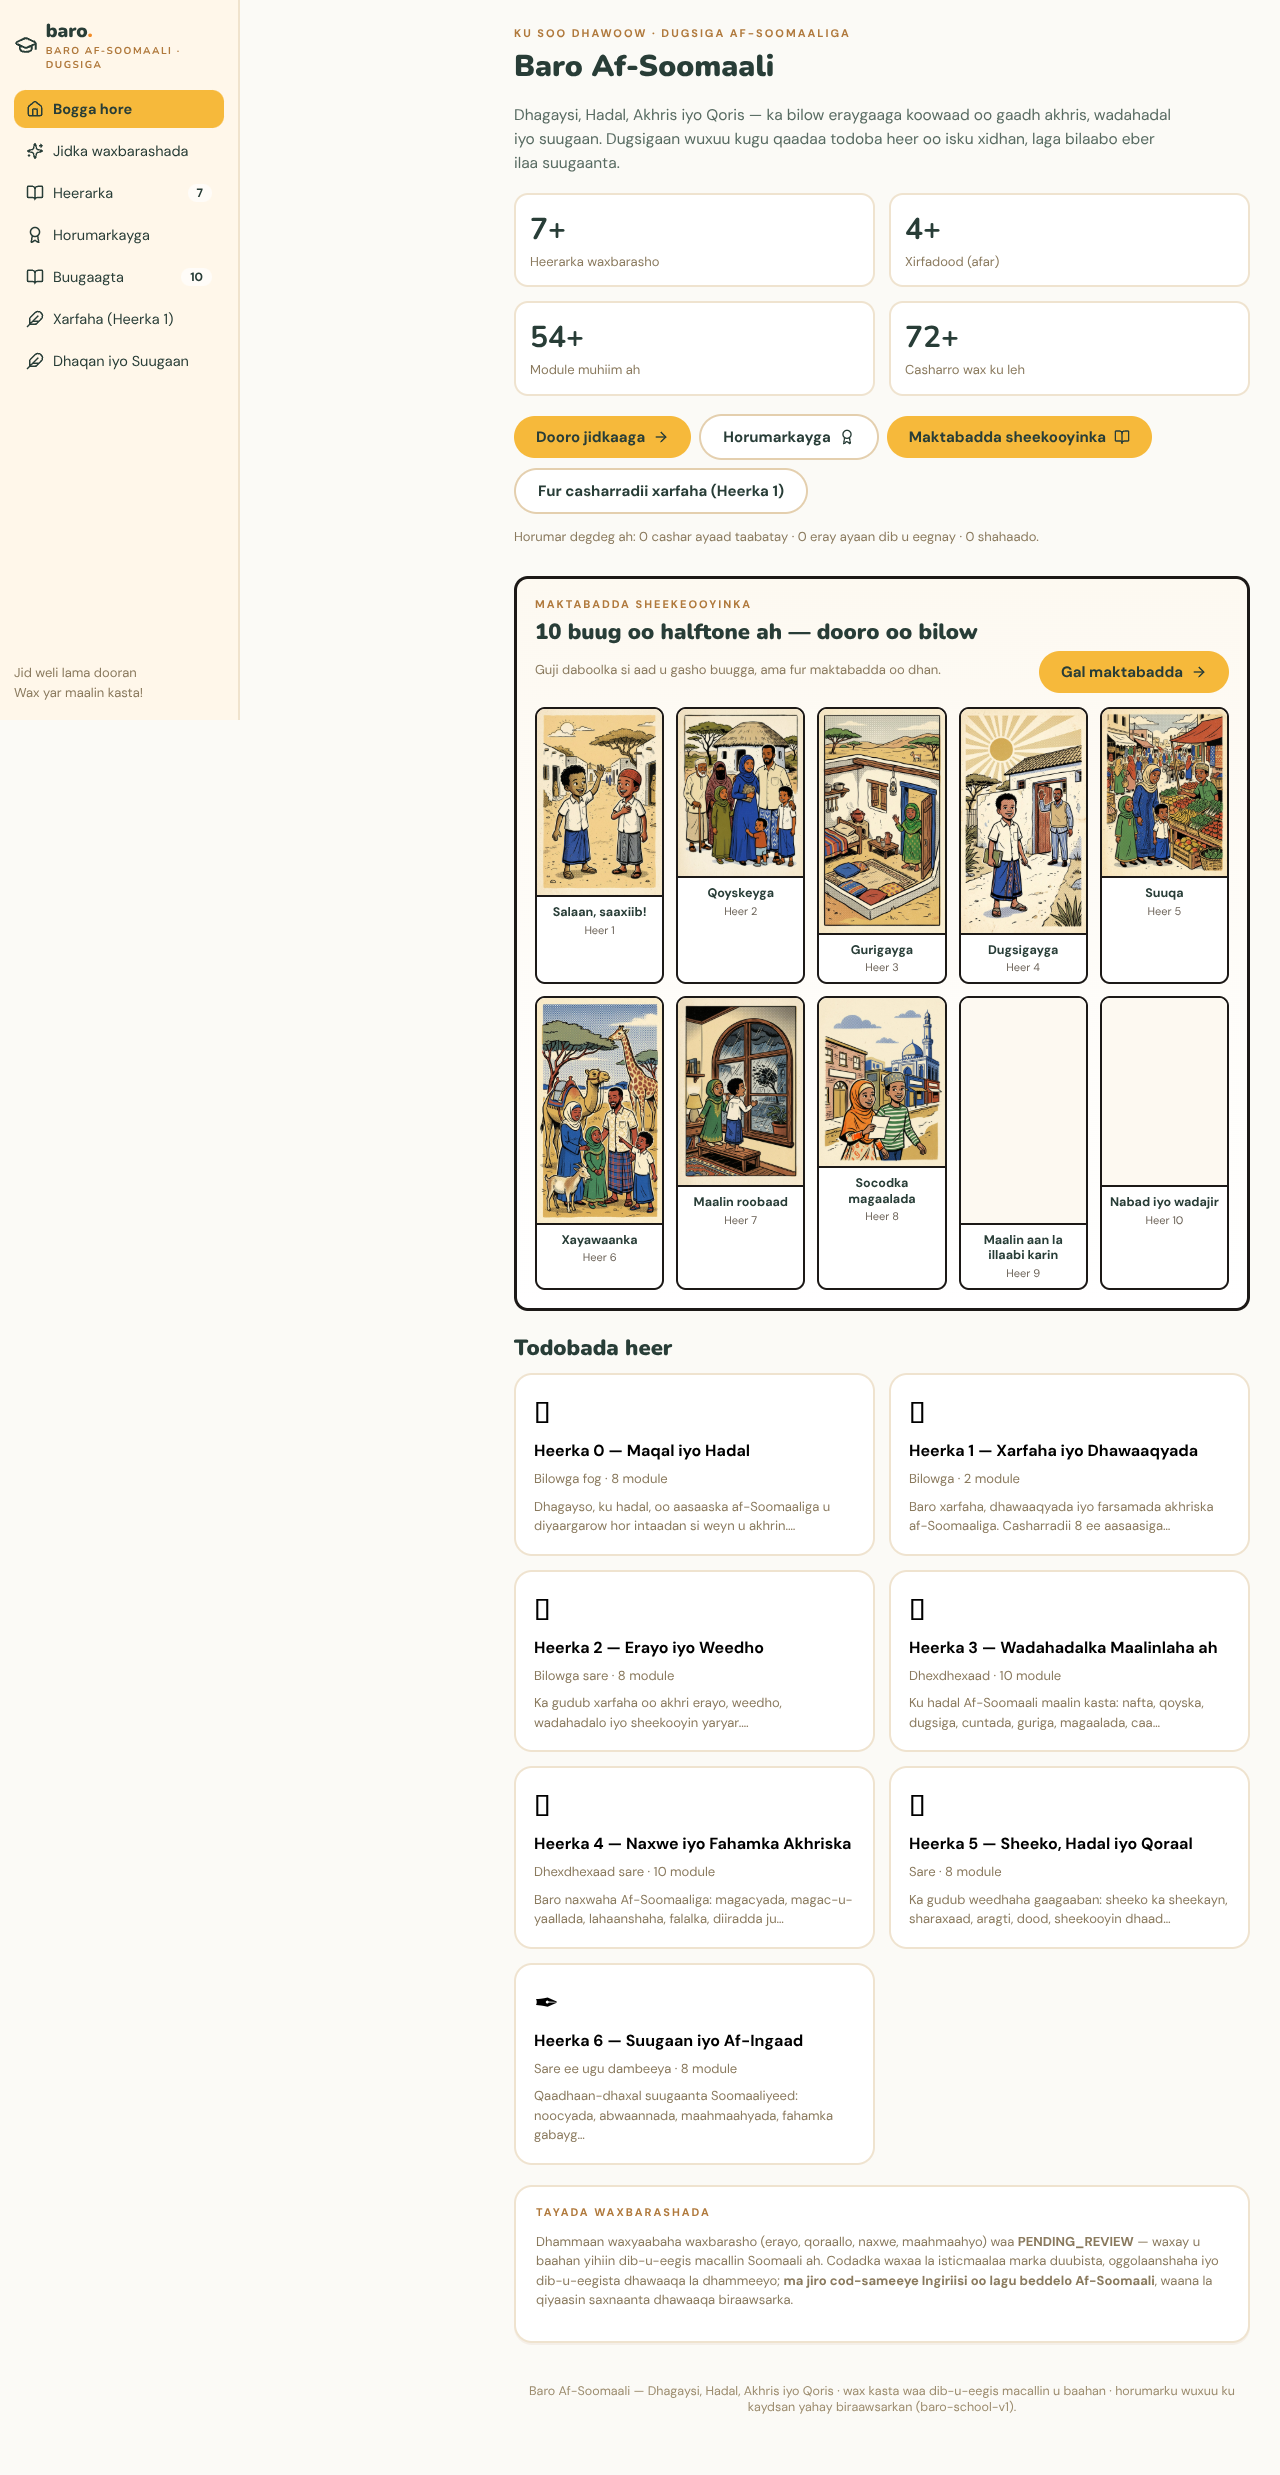 baro.
BARO AF-SOOMAALI ·
DUGSIGA
Bogga hore
Jidka waxbarashada
Heerarka 7
Horumarkayga
Buugaagta 10
Xarfaha (Heerka 1)
Dhaqan iyo Suugaan
Jid weli lama dooran
Wax yar maalin kasta!
KU SOO DHAWOOW · DUGSIGA AF-SOOMAALIGA
Baro Af-Soomaali
Dhagaysi, Hadal, Akhris iyo Qoris — ka bilow eraygaaga koowaad oo gaadh akhris, wadahadal
iyo suugaan. Dugsigaan wuxuu kugu qaadaa todoba heer oo isku xidhan, laga bilaabo eber
ilaa suugaanta.
7+
Heerarka waxbarasho
4+
Xirfadood (afar)
54+
Module muhiim ah
72+
Casharro wax ku leh
Dooro jidkaaga →
Horumarkayga
Maktabadda sheekooyinka
Fur casharradii xarfaha (Heerka 1)
Horumar degdeg ah: 0 cashar ayaad taabatay · 0 eray ayaan dib u eegnay · 0 shahaado.
MAKTABADDA SHEEKEOOYINKA
10 buug oo halftone ah — dooro oo bilow
Guji daboolka si aad u gasho buugga, ama fur maktabadda oo dhan.
Gal maktabadda →
Salaan, saaxiib!
Heer 1
Qoyskeyga
Heer 2
Gurigayga
Heer 3
Dugsigayga
Heer 4
Suuqa
Heer 5
Xayawaanka
Heer 6
Maalin roobaad
Heer 7
Socodka
magaalada
Heer 8
Maalin aan la
illaabi karin
Heer 9
Nabad iyo wadajir
Heer 10
Todobada heer
Heerka 0 — Maqal iyo Hadal
Bilowga fog · 8 module
Dhagayso, ku hadal, oo aasaaska af-Soomaaliga u
diyaargarow hor intaadan si weyn u akhrin.…
Heerka 1 — Xarfaha iyo Dhawaaqyada
Bilowga · 2 module
Baro xarfaha, dhawaaqyada iyo farsamada akhriska
af-Soomaaliga. Casharradii 8 ee aasaasiga…
Heerka 2 — Erayo iyo Weedho
Bilowga sare · 8 module
Ka gudub xarfaha oo akhri erayo, weedho,
wadahadalo iyo sheekooyin yaryar.…
Heerka 3 — Wadahadalka Maalinlaha ah
Dhexdhexaad · 10 module
Ku hadal Af-Soomaali maalin kasta: nafta, qoyska,
dugsiga, cuntada, guriga, magaalada, caa…
Heerka 4 — Naxwe iyo Fahamka Akhriska
Dhexdhexaad sare · 10 module
Baro naxwaha Af-Soomaaliga: magacyada, magac-u-
yaallada, lahaanshaha, falalka, diiradda ju…
Heerka 5 — Sheeko, Hadal iyo Qoraal
Sare · 8 module
Ka gudub weedhaha gaagaaban: sheeko ka sheekayn,
sharaxaad, aragti, dood, sheekooyin dhaad…
Heerka 6 — Suugaan iyo Af-Ingaad
Sare ee ugu dambeeya · 8 module
Qaadhaan-dhaxal suugaanta Soomaaliyeed:
noocyada, abwaannada, maahmaahyada, fahamka
gabayg…
TAYADA WAXBARASHADA
Dhammaan waxyaabaha waxbarasho (erayo, qoraallo, naxwe, maahmaahyo) waa PENDING_REVIEW — waxay u
baahan yihiin dib-u-eegis macallin Soomaali ah. Codadka waxaa la isticmaalaa marka duubista, oggolaanshaha iyo
dib-u-eegista dhawaaqa la dhammeeyo; ma jiro cod-sameeye Ingiriisi oo lagu beddelo Af-Soomaali, waana la
qiyaasin saxnaanta dhawaaqa biraawsarka.
Baro Af-Soomaali — Dhagaysi, Hadal, Akhris iyo Qoris · wax kasta waa dib-u-eegis macallin u baahan · horumarku wuxuu ku
kaydsan yahay biraawsarkan (baro-school-v1).